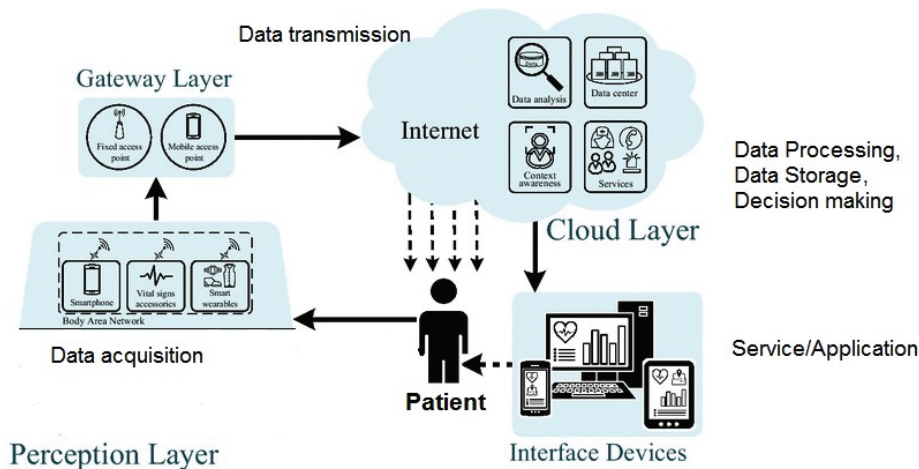 Data transmission
Gateway Layer
Fixed access
point
Mobile access
point
Internet
Data
Data analysis
Data center
Context
awareness
Services
Data Processing,
Data Storage,
Decision making
Cloud Layer
Smartphone
Vital signs
accessories
Smart
wearables
Body Area Network
Data acquisition
Patient
Service/Application
Perception Layer
Interface Devices